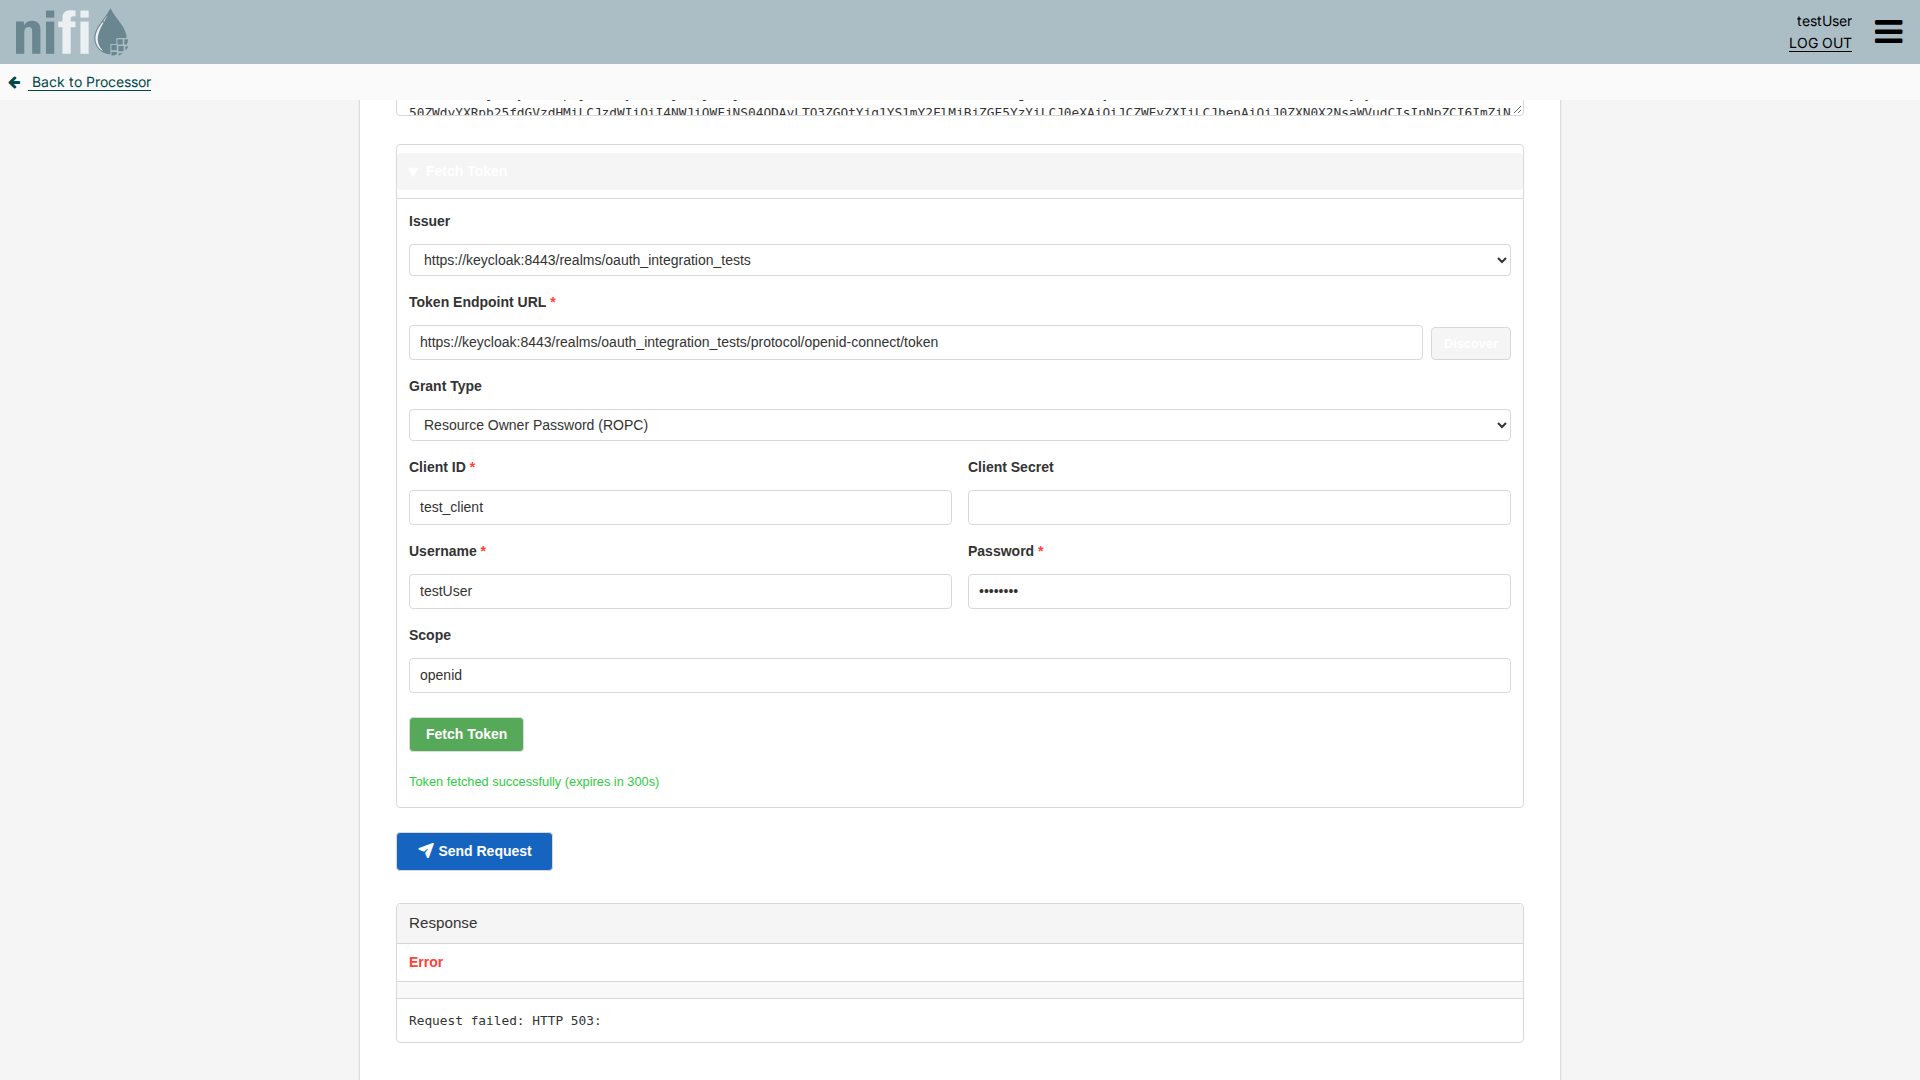 nifi
testUser
LOG OUT
Back to Processor
Fetch Token
Issuer
https://keycloak:8443/realms/oauth_integration_tests
Token Endpoint URL *
https://keycloak:8443/realms/oauth_integration_tests/protocol/openid-connect/token
Discover
Grant Type
Resource Owner Password (ROPC)
Client ID *
Client Secret
test_client
Username *
Password *
testUser
••••••••
Scope
openid
Fetch Token
Token fetched successfully (expires in 300s)
Send Request
Response
Error
Request failed: HTTP 503: